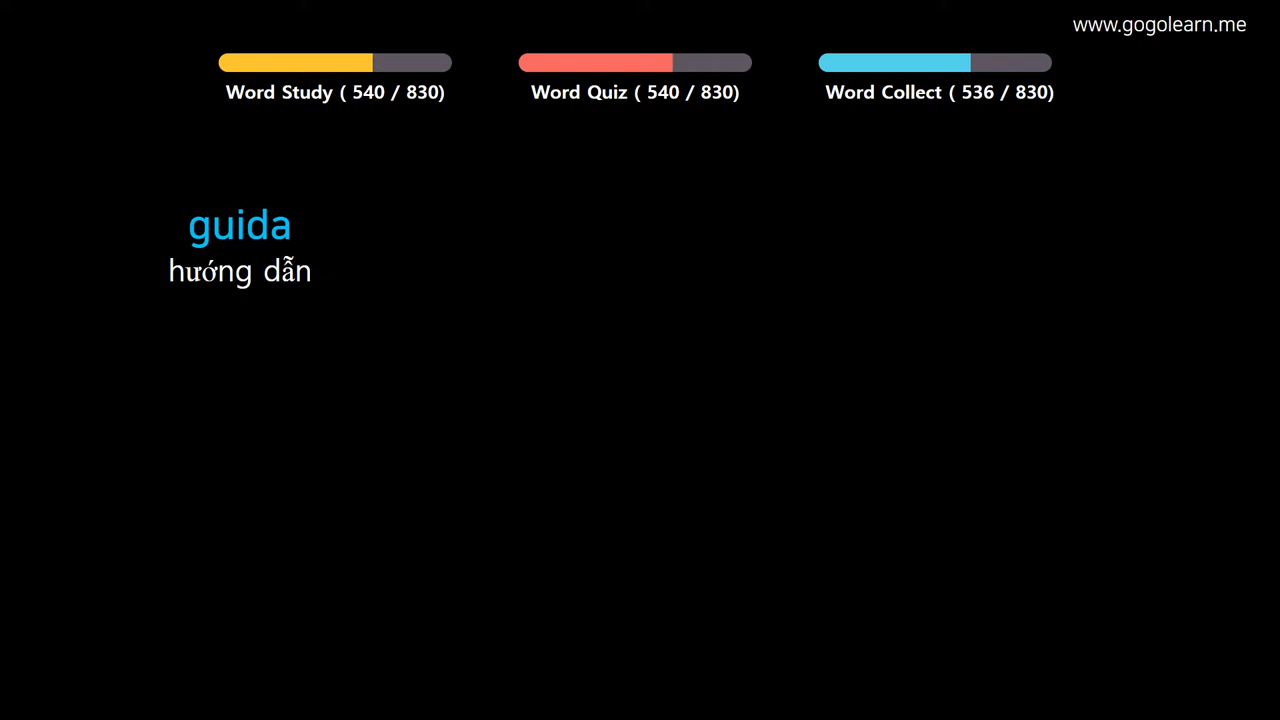 www.gogolearn.me
Word Study ( 540 / 830)
Word Quiz ( 540 / 830)
Word Collect ( 536 / 830)
guida
hướng dẫn